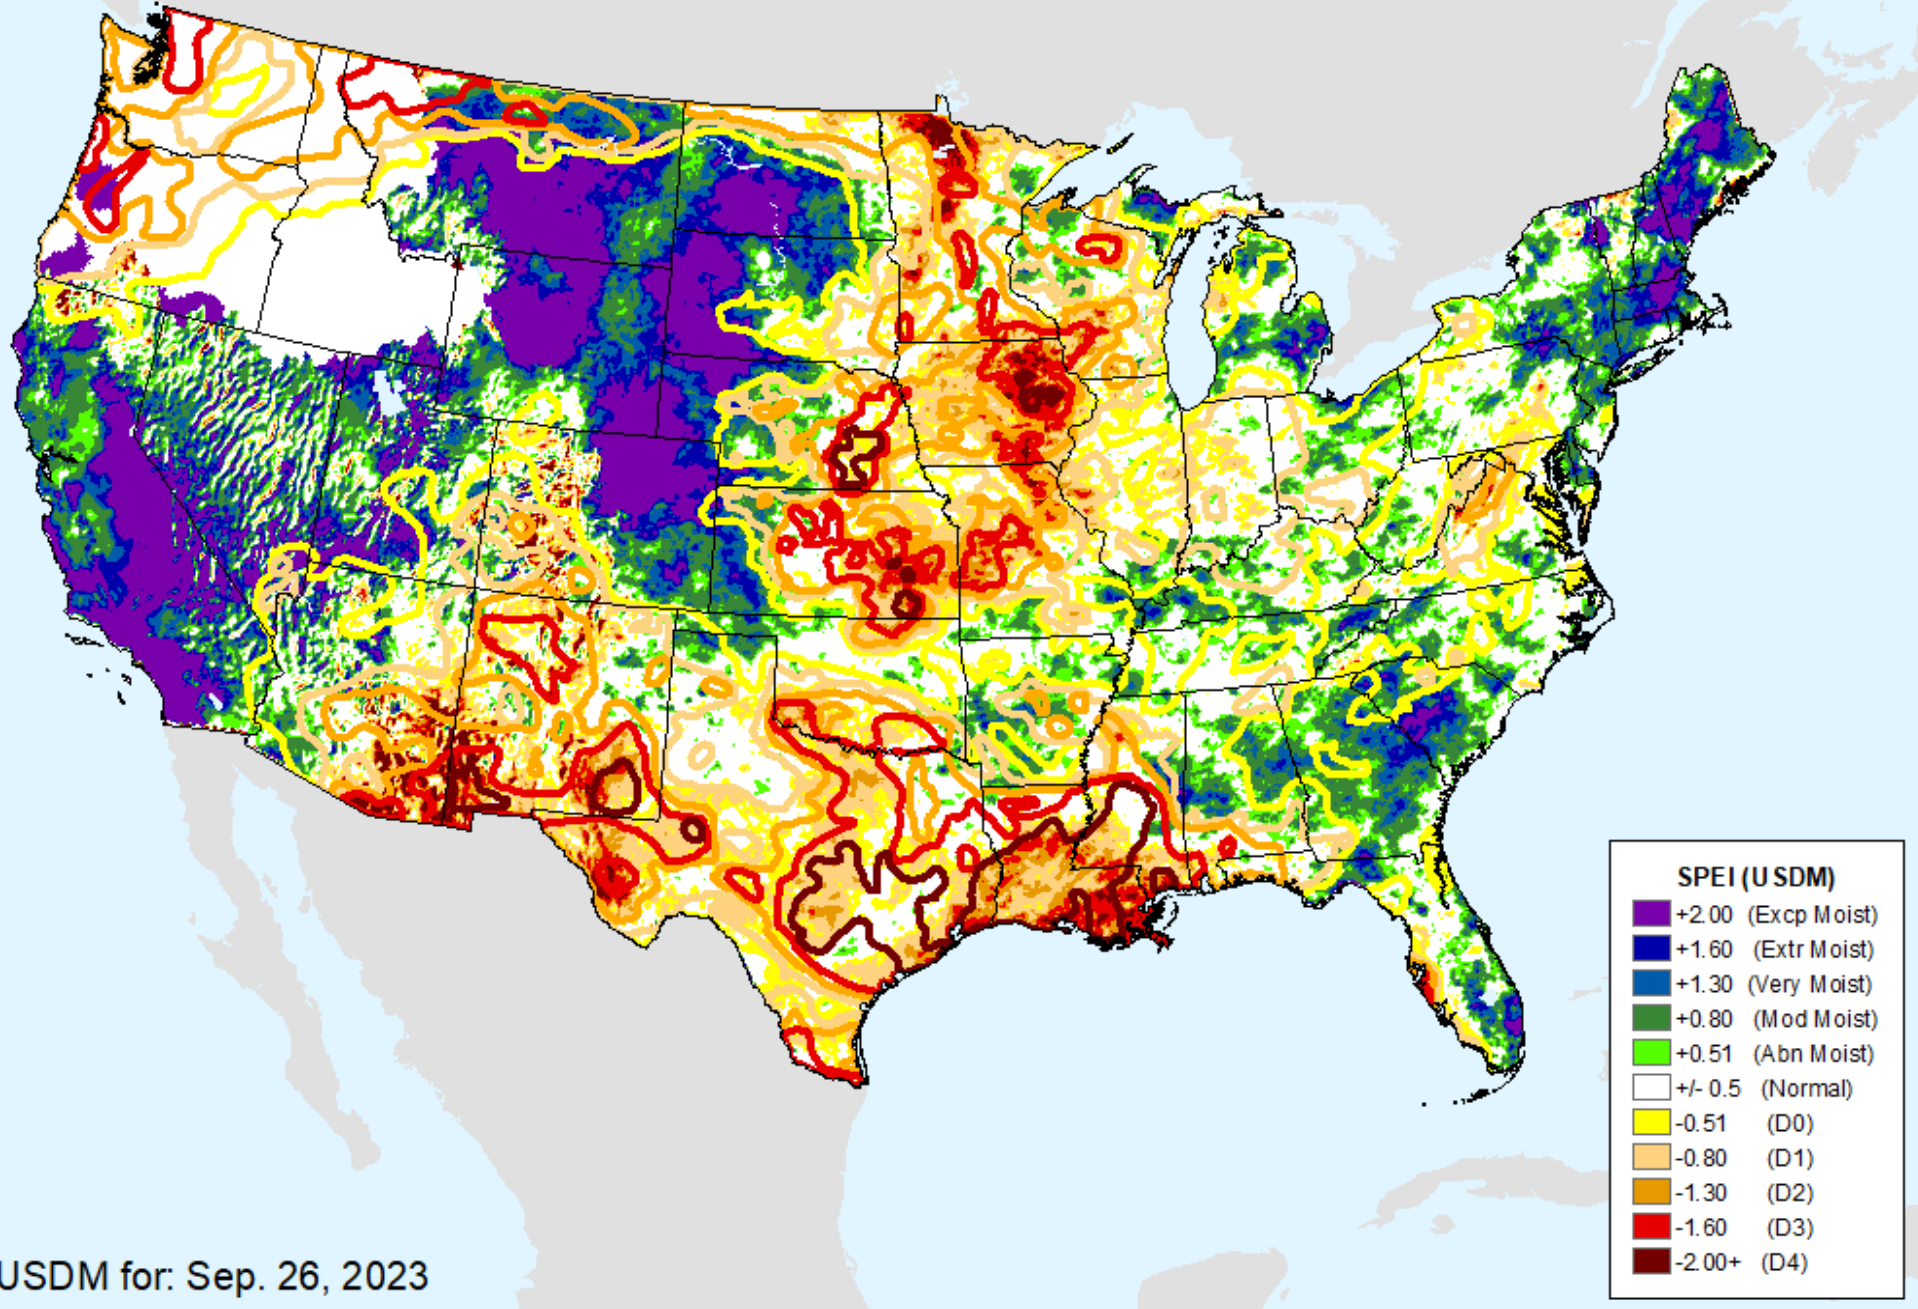 SPEI (USDM)
+2.00 (Excp Moist)
+1.60 (Extr Moist)
+1.30 (Very Moist)
+0.80 (Mod Moist)
+0.51 (Abn Moist)
+/- 0.5 (Normal)
-0.51 (D0)
-0.80 (D1)
-1.30 (D2)
-1.60 (D3)
-2.00+ (D4)
USDM for: Sep. 26, 2023